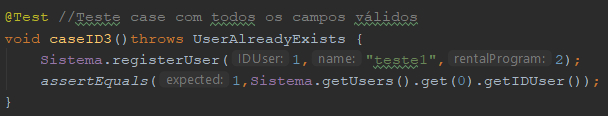 @Test //Teste case com todos os campos válidos
void caseID3()throws UserAlreadyExists {
Sistema.registerUser( IDUser: 1, name: "teste1", rentalProgram: 2);
assertEquals( expected: 1,Sistema.getUsers().get(0).getIDUser());
}